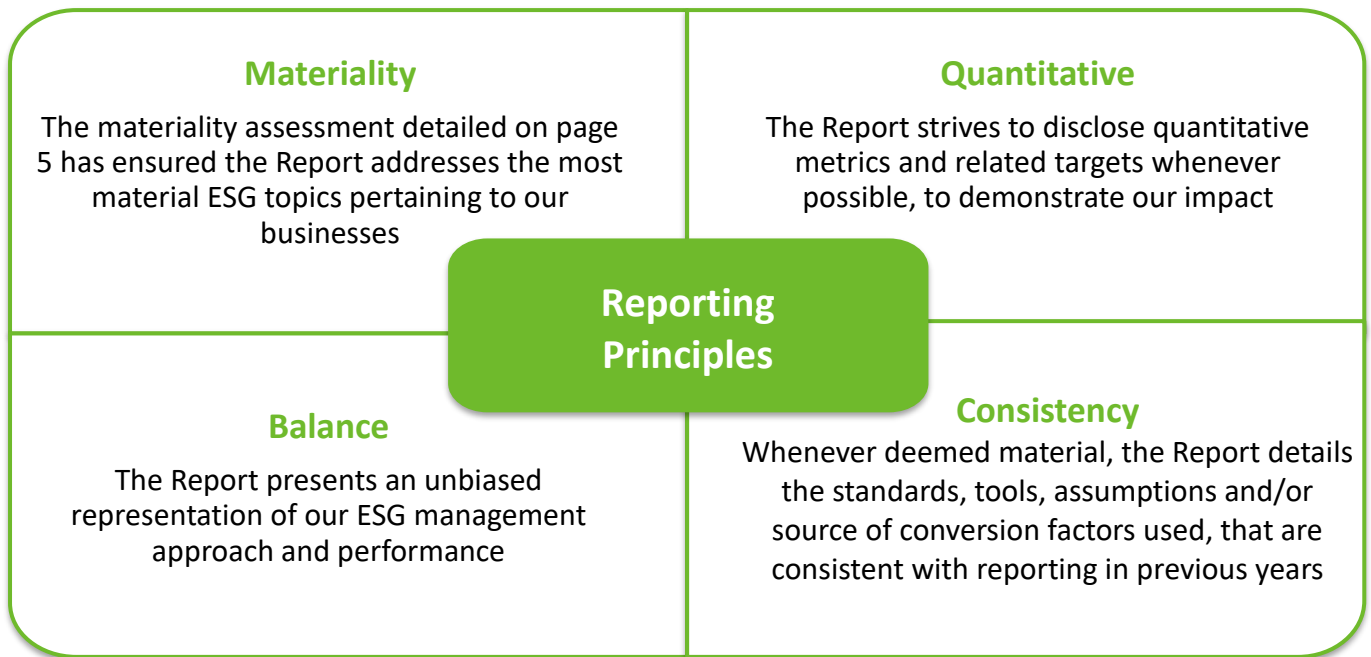 Materiality
The materiality assessment detailed on page
5 has ensured the Report addresses the most
material ESG topics pertaining to our
businesses
Quantitative
The Report strives to disclose quantitative
metrics and related targets whenever
possible, to demonstrate our impact
Reporting
Principles
Balance
The Report presents an unbiased
representation of our ESG management
approach and performance
Consistency
Whenever deemed material, the Report details
the standards, tools, assumptions and/or
source of conversion factors used, that are
consistent with reporting in previous years